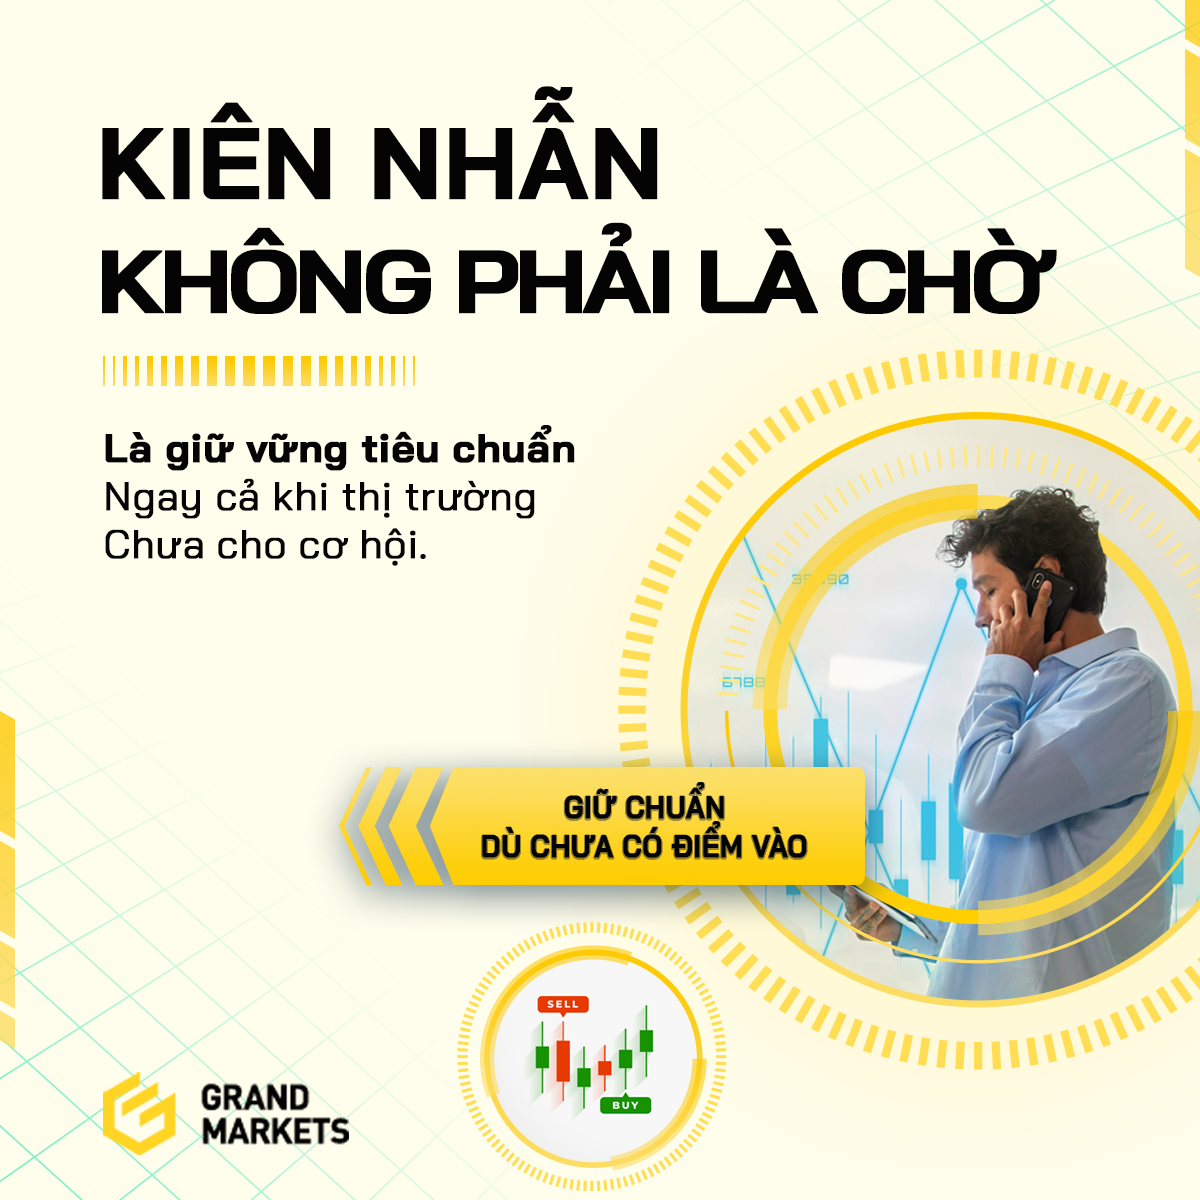 KIÊN NHẪN
KHÔNG PHẢI LÀ CHỜ
Là giữ vững tiêu chuẩn
Ngay cả khi thị trường
Chưa cho cơ hội.
6788
GIỮ CHUẨN
DÙ CHƯA CÓ ĐIỂM VÀO
SELL
BUY
GRAND
MARKETS